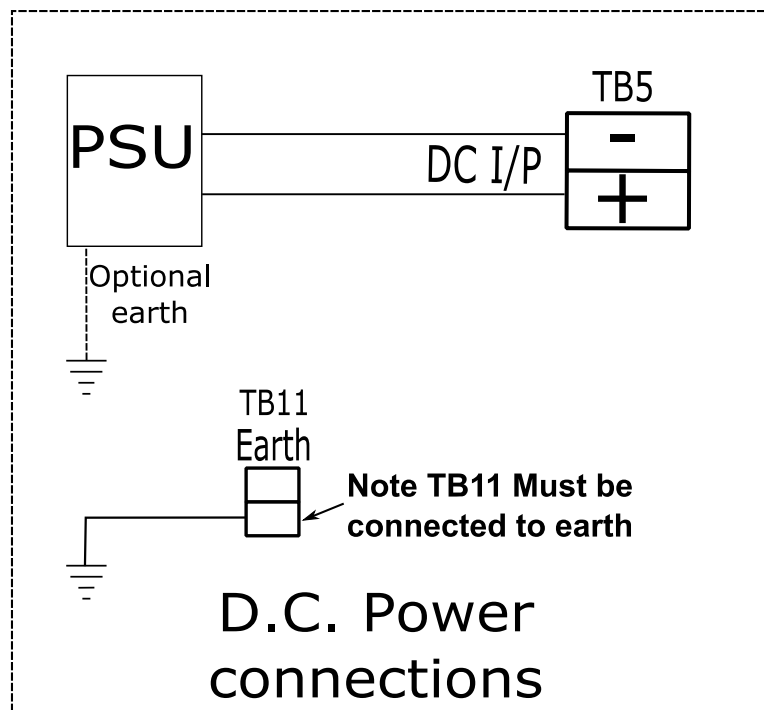 TB5
PSU
-
DC I/P
+
Optional
earth
TB11
Earth
Note TB11 Must be
connected to earth
D.C. Power
connections